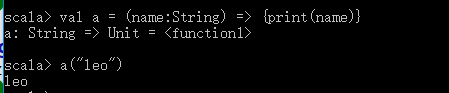 scala> val a = (name:String) => {print(name)}
a: String => Unit = <function1>
scala> a("leo")
leo